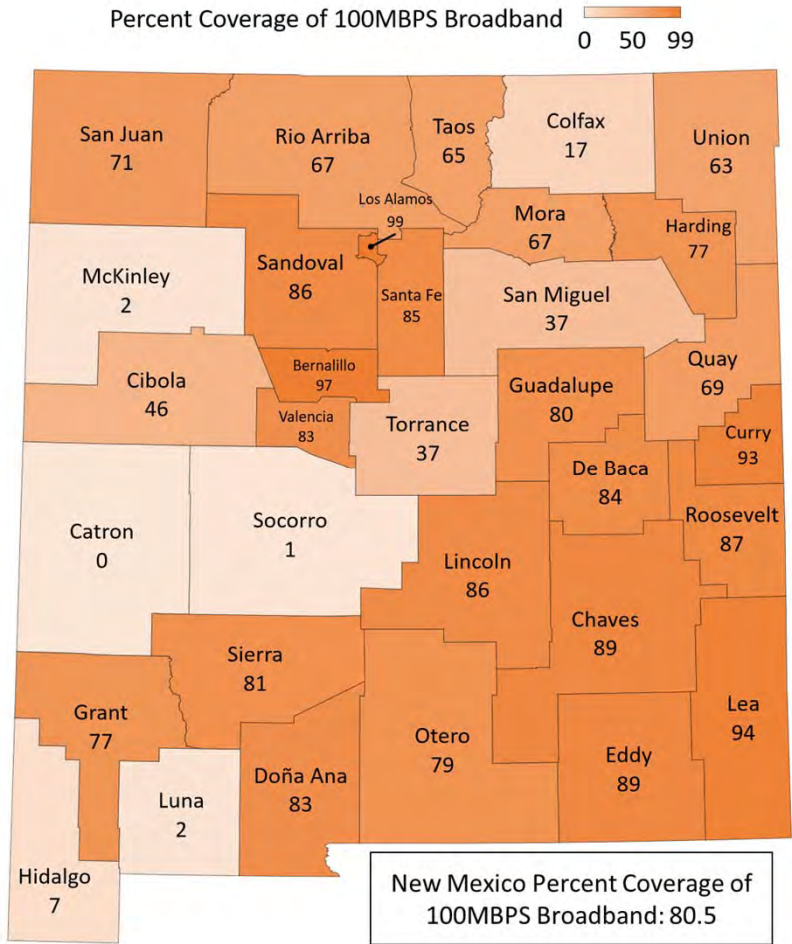 Percent Coverage of 100MBPS Broadband
0 50 99
San Juan
71
Rio Arriba
67
Taos
65
Colfax
17
Union
63
Los Alamos
99
Mora
67
Harding
77
McKinley
2
Sandoval
86
Santa Fe
85
San Miguel
37
Cibola
46
Bernalillo
97
Valencia
83
Torrance
37
Guadalupe
80
Quay
69
Curry
93
De Baca
84
Roosevelt
87
Catron
0
Socorro
1
Lincoln
86
Chaves
89
Sierra
81
Grant
77
Lea
94
Otero
79
Eddy
89
Doña Ana
83
Luna
2
Hidalgo
7
New Mexico Percent Coverage of
100MBPS Broadband: 80.5